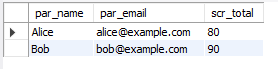 par_name par_email scr_total
Alice alice@example.com 80
Bob bob@example.com 90